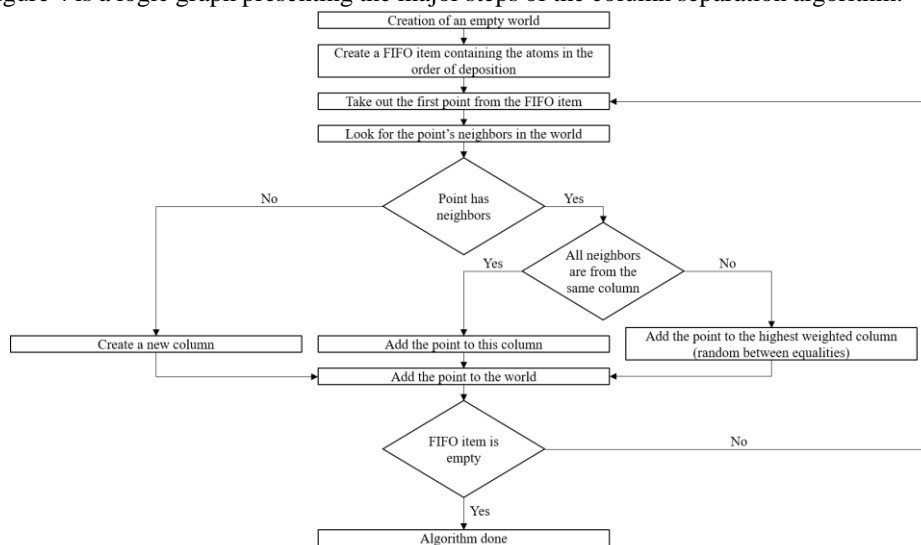 is a logic graph presenting the major steps of the column separation algorithm.
Creation of an empty world
Create a FIFO item containing the atoms in the
order of deposition
Take out the first point from the FIFO item
Look for the point's neighbors in the world
No
Point has
neighbors
Yes
Yes
All neighbors
are from the
same column
No
Create a new column
Add the point to this column
Add the point to the highest weighted column
(random between equalities)
Add the point to the world
FIFO item is
empty
No
Yes
Algorithm done